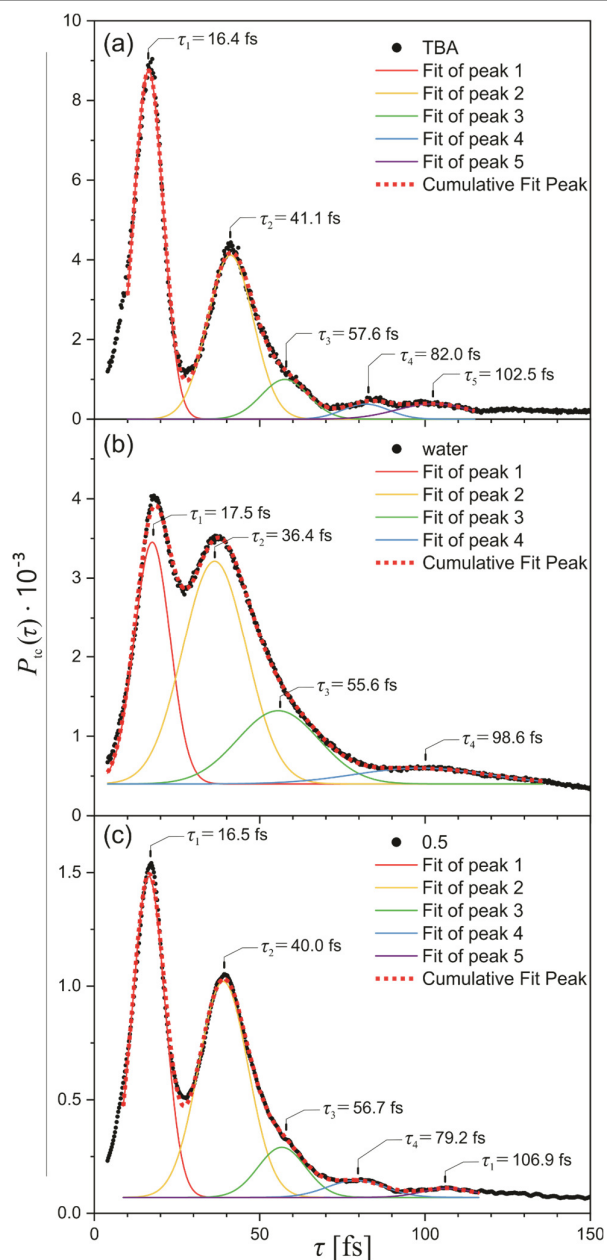 P_tc(τ) · 10⁻³
10
8
6
4
2
0
(a)
τ₁ = 16.4 fs
τ₂ = 41.1 fs
τ₃ = 57.6 fs
τ₄ = 82.0 fs
τ₅ = 102.5 fs
TBA
Fit of peak 1
Fit of peak 2
Fit of peak 3
Fit of peak 4
Fit of peak 5
Cumulative Fit Peak
4
3
1
0
(b)
τ₁ = 17.5 fs
τ₂ = 36.4 fs
τ₃ = 55.6 fs
τ₄ = 98.6 fs
water
Fit of peak 1
Fit of peak 2
Fit of peak 3
Fit of peak 4
Cumulative Fit Peak
1.5
1.0
0.5
0.0
(c)
τ₁ = 16.5 fs
τ₂ = 40.0 fs
τ₃ = 56.7 fs
τ₄ = 79.2 fs
τ₁ = 106.9 fs
0.5
Fit of peak 1
Fit of peak 2
Fit of peak 3
Fit of peak 4
Fit of peak 5
Cumulative Fit Peak
0 50 100 150
τ [fs]